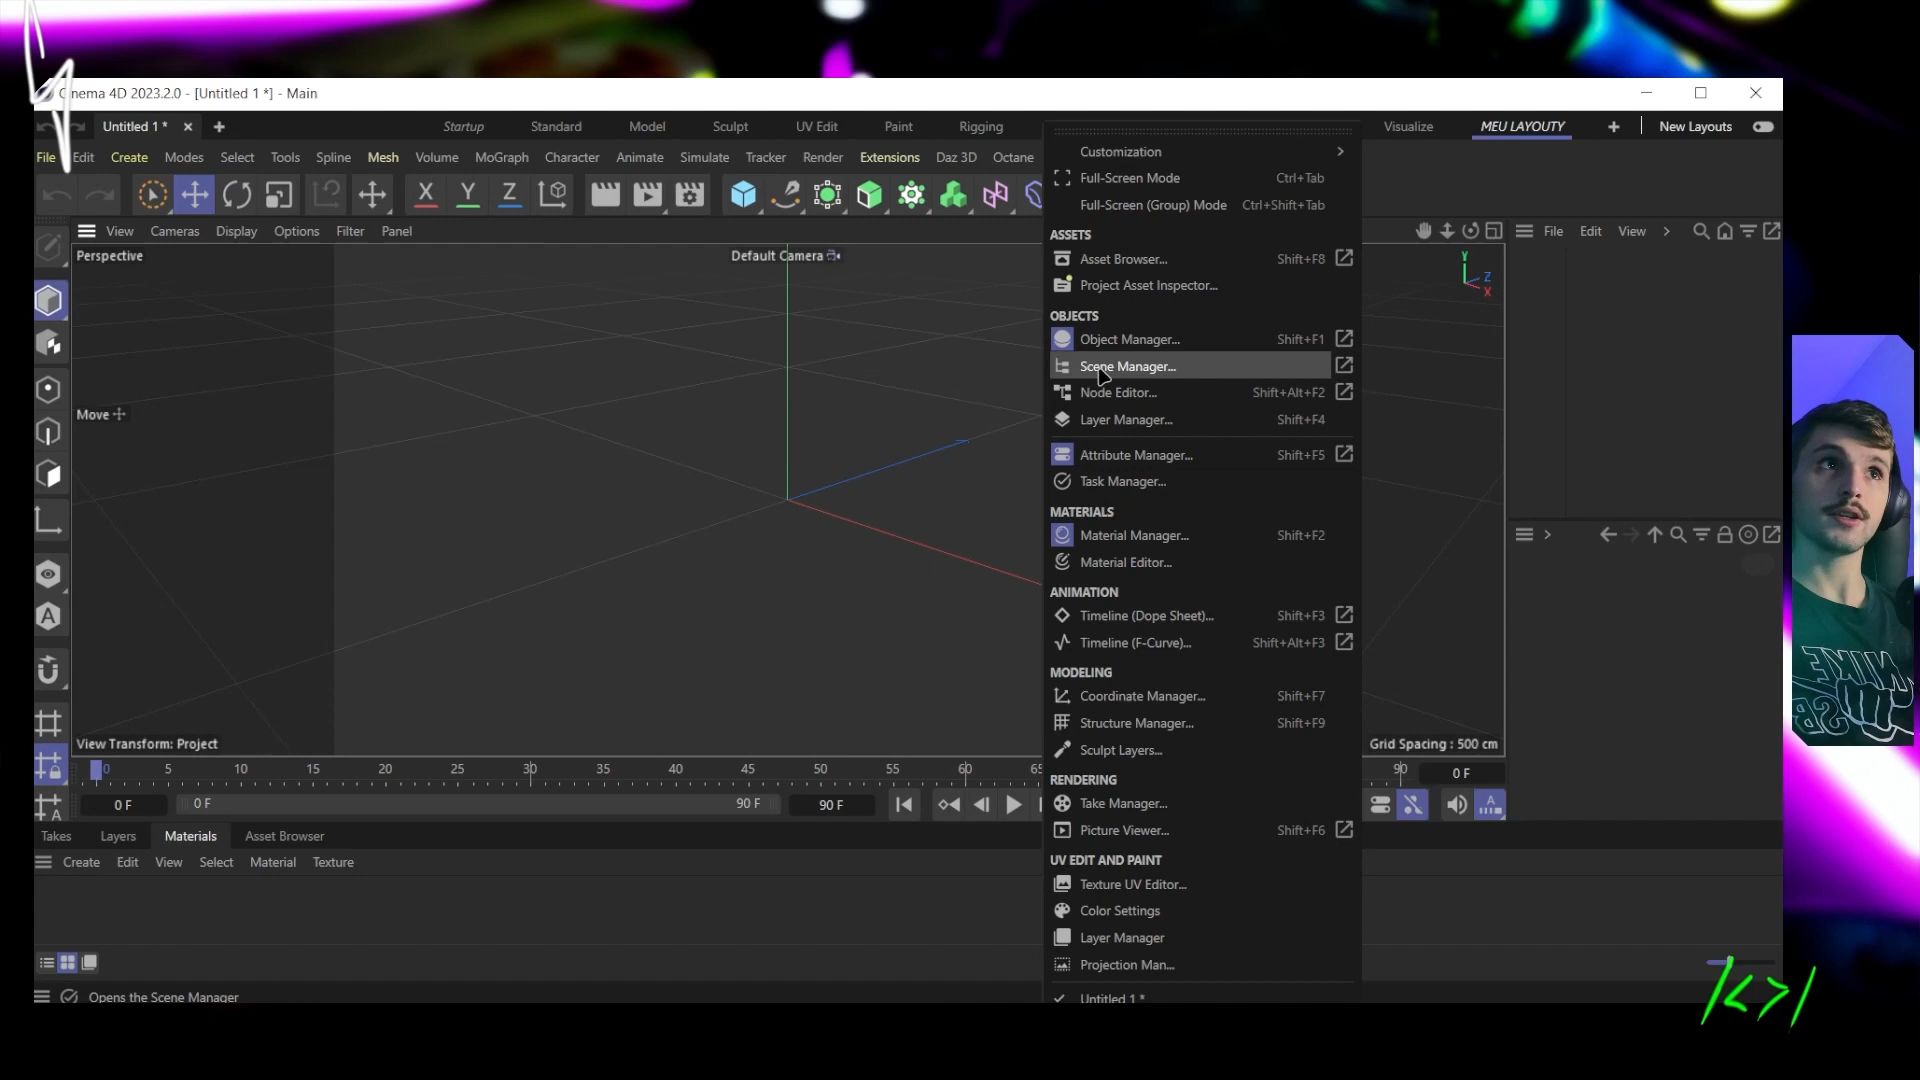 Cinema 4D 2023.2.0 - [Untitled 1 *] - Main
Untitled 1 *
Startup Standard Model Sculpt UV Edit Paint Rigging Visualize MEU LAYOUTY New Layouts
File Edit Create Modes Select Tools Spline Mesh Volume MoGraph Character Animate Simulate Tracker Render Extensions Daz 3D Octane
X Y Z
View Cameras Display Options Filter Panel
Perspective
Default Camera
Move
View Transform: Project
Grid Spacing : 500 cm
Y
Z
X
Customization
Full-Screen Mode Ctrl+Tab
Full-Screen (Group) Mode Ctrl+Shift+Tab
ASSETS
Asset Browser... Shift+F8
Project Asset Inspector...
OBJECTS
Object Manager... Shift+F1
Scene Manager...
Node Editor... Shift+Alt+F2
Layer Manager... Shift+F4
Attribute Manager... Shift+F5
Task Manager...
MATERIALS
Material Manager... Shift+F2
Material Editor...
ANIMATION
Timeline (Dope Sheet)... Shift+F3
Timeline (F-Curve)... Shift+Alt+F3
MODELING
Coordinate Manager... Shift+F7
Structure Manager... Shift+F9
Sculpt Layers...
RENDERING
Take Manager...
Picture Viewer... Shift+F6
UV EDIT AND PAINT
Texture UV Editor...
Color Settings
Layer Manager
Projection Man...
Untitled 1 *
File Edit View
0 5 10 15 20 25 30 35 40 45 50 55 60 65 90 0 F
0 F 0 F 90 F 90 F
Takes Layers Materials Asset Browser
Create Edit View Select Material Texture
Opens the Scene Manager